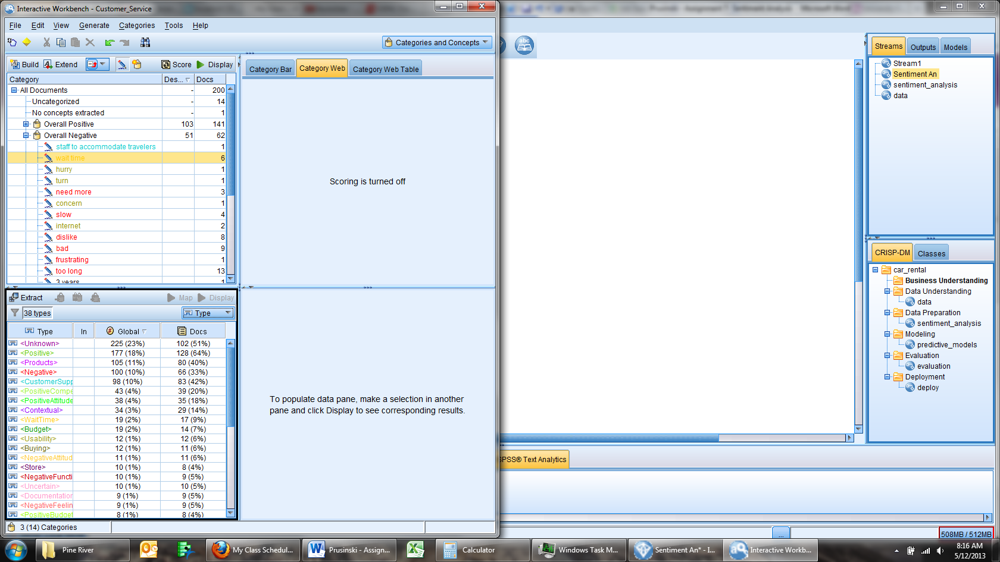 Interactive Workbench - Customer_Service
File Edit View Generate Categories Tools Help
Categories and Concepts
Build Extend Score Display
Category Des... Docs
All Documents - 200
Uncategorized - 14
No concepts extracted - 1
Overall Positive 103 141
Overall Negative 51 62
staff to accommodate travelers 1
wait time 6
hurry 1
turn 1
need more 3
concern 1
slow 4
internet 2
dislike 8
bad 9
frustrating 1
too long 13
3 years 1
Category Bar Category Web Category Web Table
Scoring is turned off
Extract Map Display
38 types Type
Type In Global Docs
<Unknown> 225 (23%) 102 (51%)
<Positive> 177 (18%) 128 (64%)
<Products> 105 (11%) 80 (40%)
<Negative> 100 (10%) 66 (33%)
<CustomerSupp 98 (10%) 83 (42%)
<PositiveCompe 43 (4%) 39 (20%)
<PositiveAttitude 38 (4%) 35 (18%)
<Contextual> 34 (3%) 29 (14%)
<WaitTime> 19 (2%) 17 (9%)
<Budget> 19 (2%) 14 (7%)
<Usability> 12 (1%) 12 (6%)
<Buying> 12 (1%) 11 (6%)
<NegativeAttitud 11 (1%) 11 (6%)
<Store> 10 (1%) 8 (4%)
<NegativeFuncti 10 (1%) 9 (5%)
<Uncertain> 10 (1%) 10 (5%)
<Documentation 9 (1%) 9 (5%)
<NegativeFeelin 9 (1%) 9 (5%)
<PositiveBudget 8 (1%) 8 (4%)
To populate data pane, make a selection in another
pane and click Display to see corresponding results.
3 (14) Categories
abc
Streams Outputs Models
Stream1
Sentiment An
sentiment_analysis
data
CRISP-DM Classes
car_rental
Business Understanding
Data Understanding
data
Data Preparation
sentiment_analysis
Modeling
predictive_models
Evaluation
evaluation
Deployment
deploy
SPSS® Text Analytics
...
508MB / 512MB
Pine River
My Class Schedul...
Prusinski - Assign...
Calculator
Windows Task M...
Sentiment An* - I...
Interactive Workb...
8:16 AM
5/12/2013